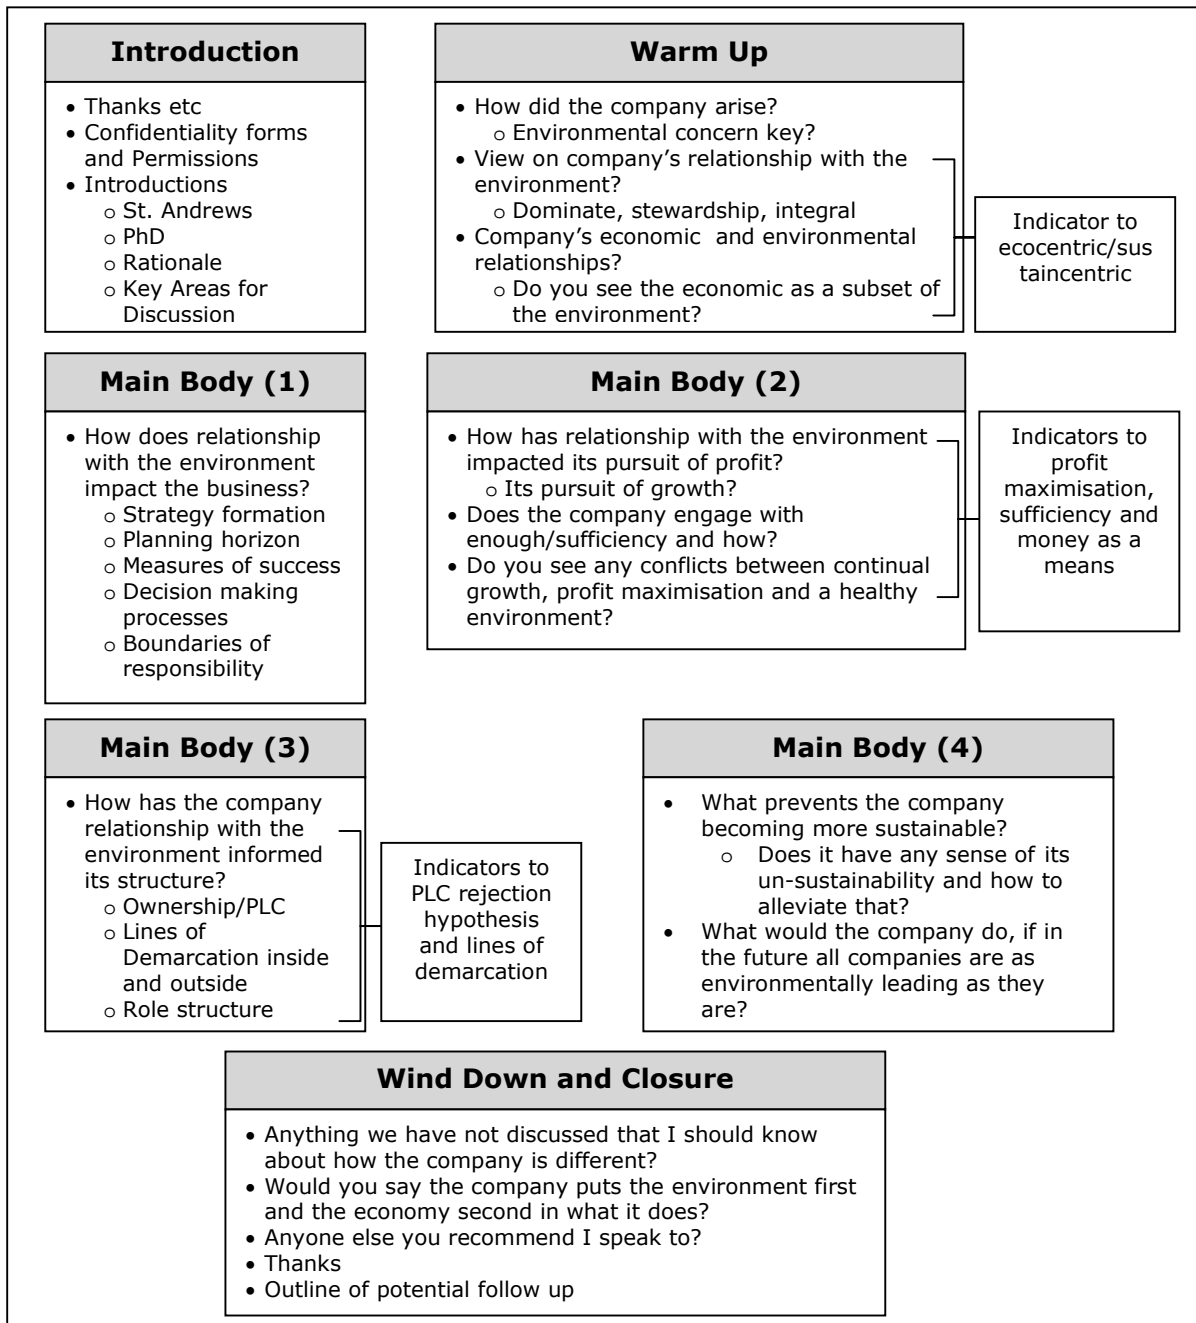 Introduction
• Thanks etc
• Confidentiality forms
and Permissions
• Introductions
o St. Andrews
o PhD
o Rationale
o Key Areas for
Discussion
Warm Up
• How did the company arise?
o Environmental concern key?
• View on company’s relationship with the
environment?
o Dominate, stewardship, integral
• Company’s economic and environmental
relationships?
o Do you see the economic as a subset of
the environment?
Indicator to
ecocentric/sus
taincentric
Main Body (1)
• How does relationship
with the environment
impact the business?
o Strategy formation
o Planning horizon
o Measures of success
o Decision making
processes
o Boundaries of
responsibility
Main Body (2)
• How has relationship with the environment
impacted its pursuit of profit?
o Its pursuit of growth?
• Does the company engage with
enough/sufficiency and how?
• Do you see any conflicts between continual
growth, profit maximisation and a healthy
environment?
Indicators to
profit
maximisation,
sufficiency and
money as a
means
Main Body (3)
• How has the company
relationship with the
environment informed
its structure?
o Ownership/PLC
o Lines of
Demarcation inside
and outside
o Role structure
Indicators to
PLC rejection
hypothesis
and lines of
demarcation
Main Body (4)
• What prevents the company
becoming more sustainable?
o Does it have any sense of its
un-sustainability and how to
alleviate that?
• What would the company do, if in
the future all companies are as
environmentally leading as they
are?
Wind Down and Closure
• Anything we have not discussed that I should know
about how the company is different?
• Would you say the company puts the environment first
and the economy second in what it does?
• Anyone else you recommend I speak to?
• Thanks
• Outline of potential follow up